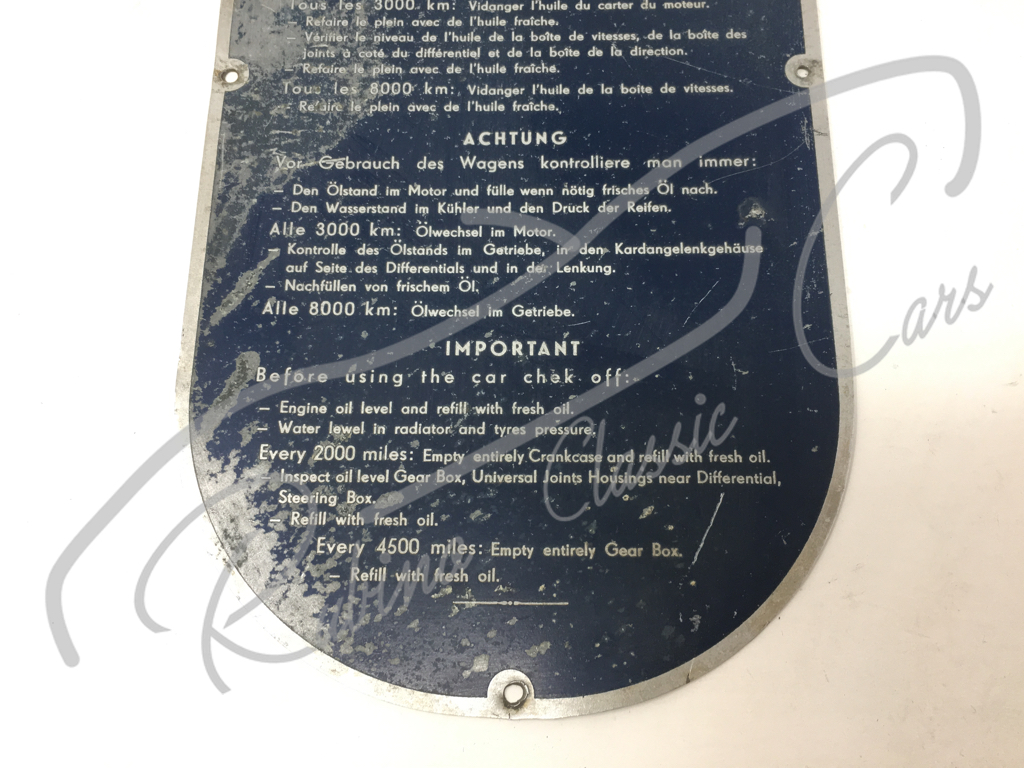 Tous les 3000 km: Vidanger l'huile du carter du moteur.
— Refaire le plein avec de l'huile fraîche.
— Vérifier le niveau de l'huile de la boîte de vitesses, de la boîte des
joints à coté du différentiel et de la boîte de la direction.
— Refaire le plein avec de l'huile fraîche.
Tous les 8000 km: Vidanger l'huile de la boite de vitesses.
— Refaire le plein avec de l'huile fraîche.
ACHTUNG
Vor Gebrauch des Wagens kontrolliere man immer:
— Den Ölstand im Motor und fülle wenn nötig frisches Öl nach.
— Den Wasserstand im Kühler und den Druck der Reifen.
Alle 3000 km: Ölwechsel im Motor.
— Kontrolle des Ölstands im Getriebe, in den Kardangelenkgehäuse
auf Seite des Differentials und in der Lenkung.
— Nachfüllen von frischem Öl.
Alle 8000 km: Ölwechsel im Getriebe.
IMPORTANT
Before using the car chek off:
— Engine oil level and refill with fresh oil.
— Water lewel in radiator and tyres pressure.
Every 2000 miles: Empty entirely Crankcase and refill with fresh oil.
Inspect oil level Gear Box, Universal Joints Housings near Differential,
Steering Box.
— Refill with fresh oil.
Every 4500 miles: Empty entirely Gear Box.
— Refill with fresh oil.
Rubino Classic Cars